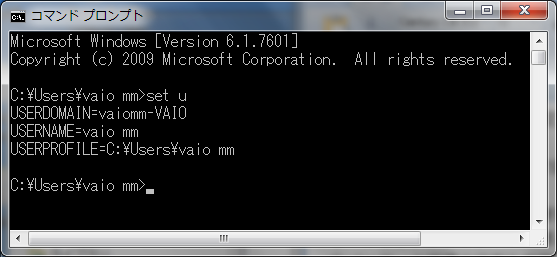 コマンド プロンプト
Microsoft Windows [Version 6.1.7601]
Copyright (c) 2009 Microsoft Corporation.  All rights reserved.
C:¥Users¥vaio mm>set u
USERDOMAIN=vaiomm-VAIO
USERNAME=vaio mm
USERPROFILE=C:¥Users¥vaio mm
C:¥Users¥vaio mm>